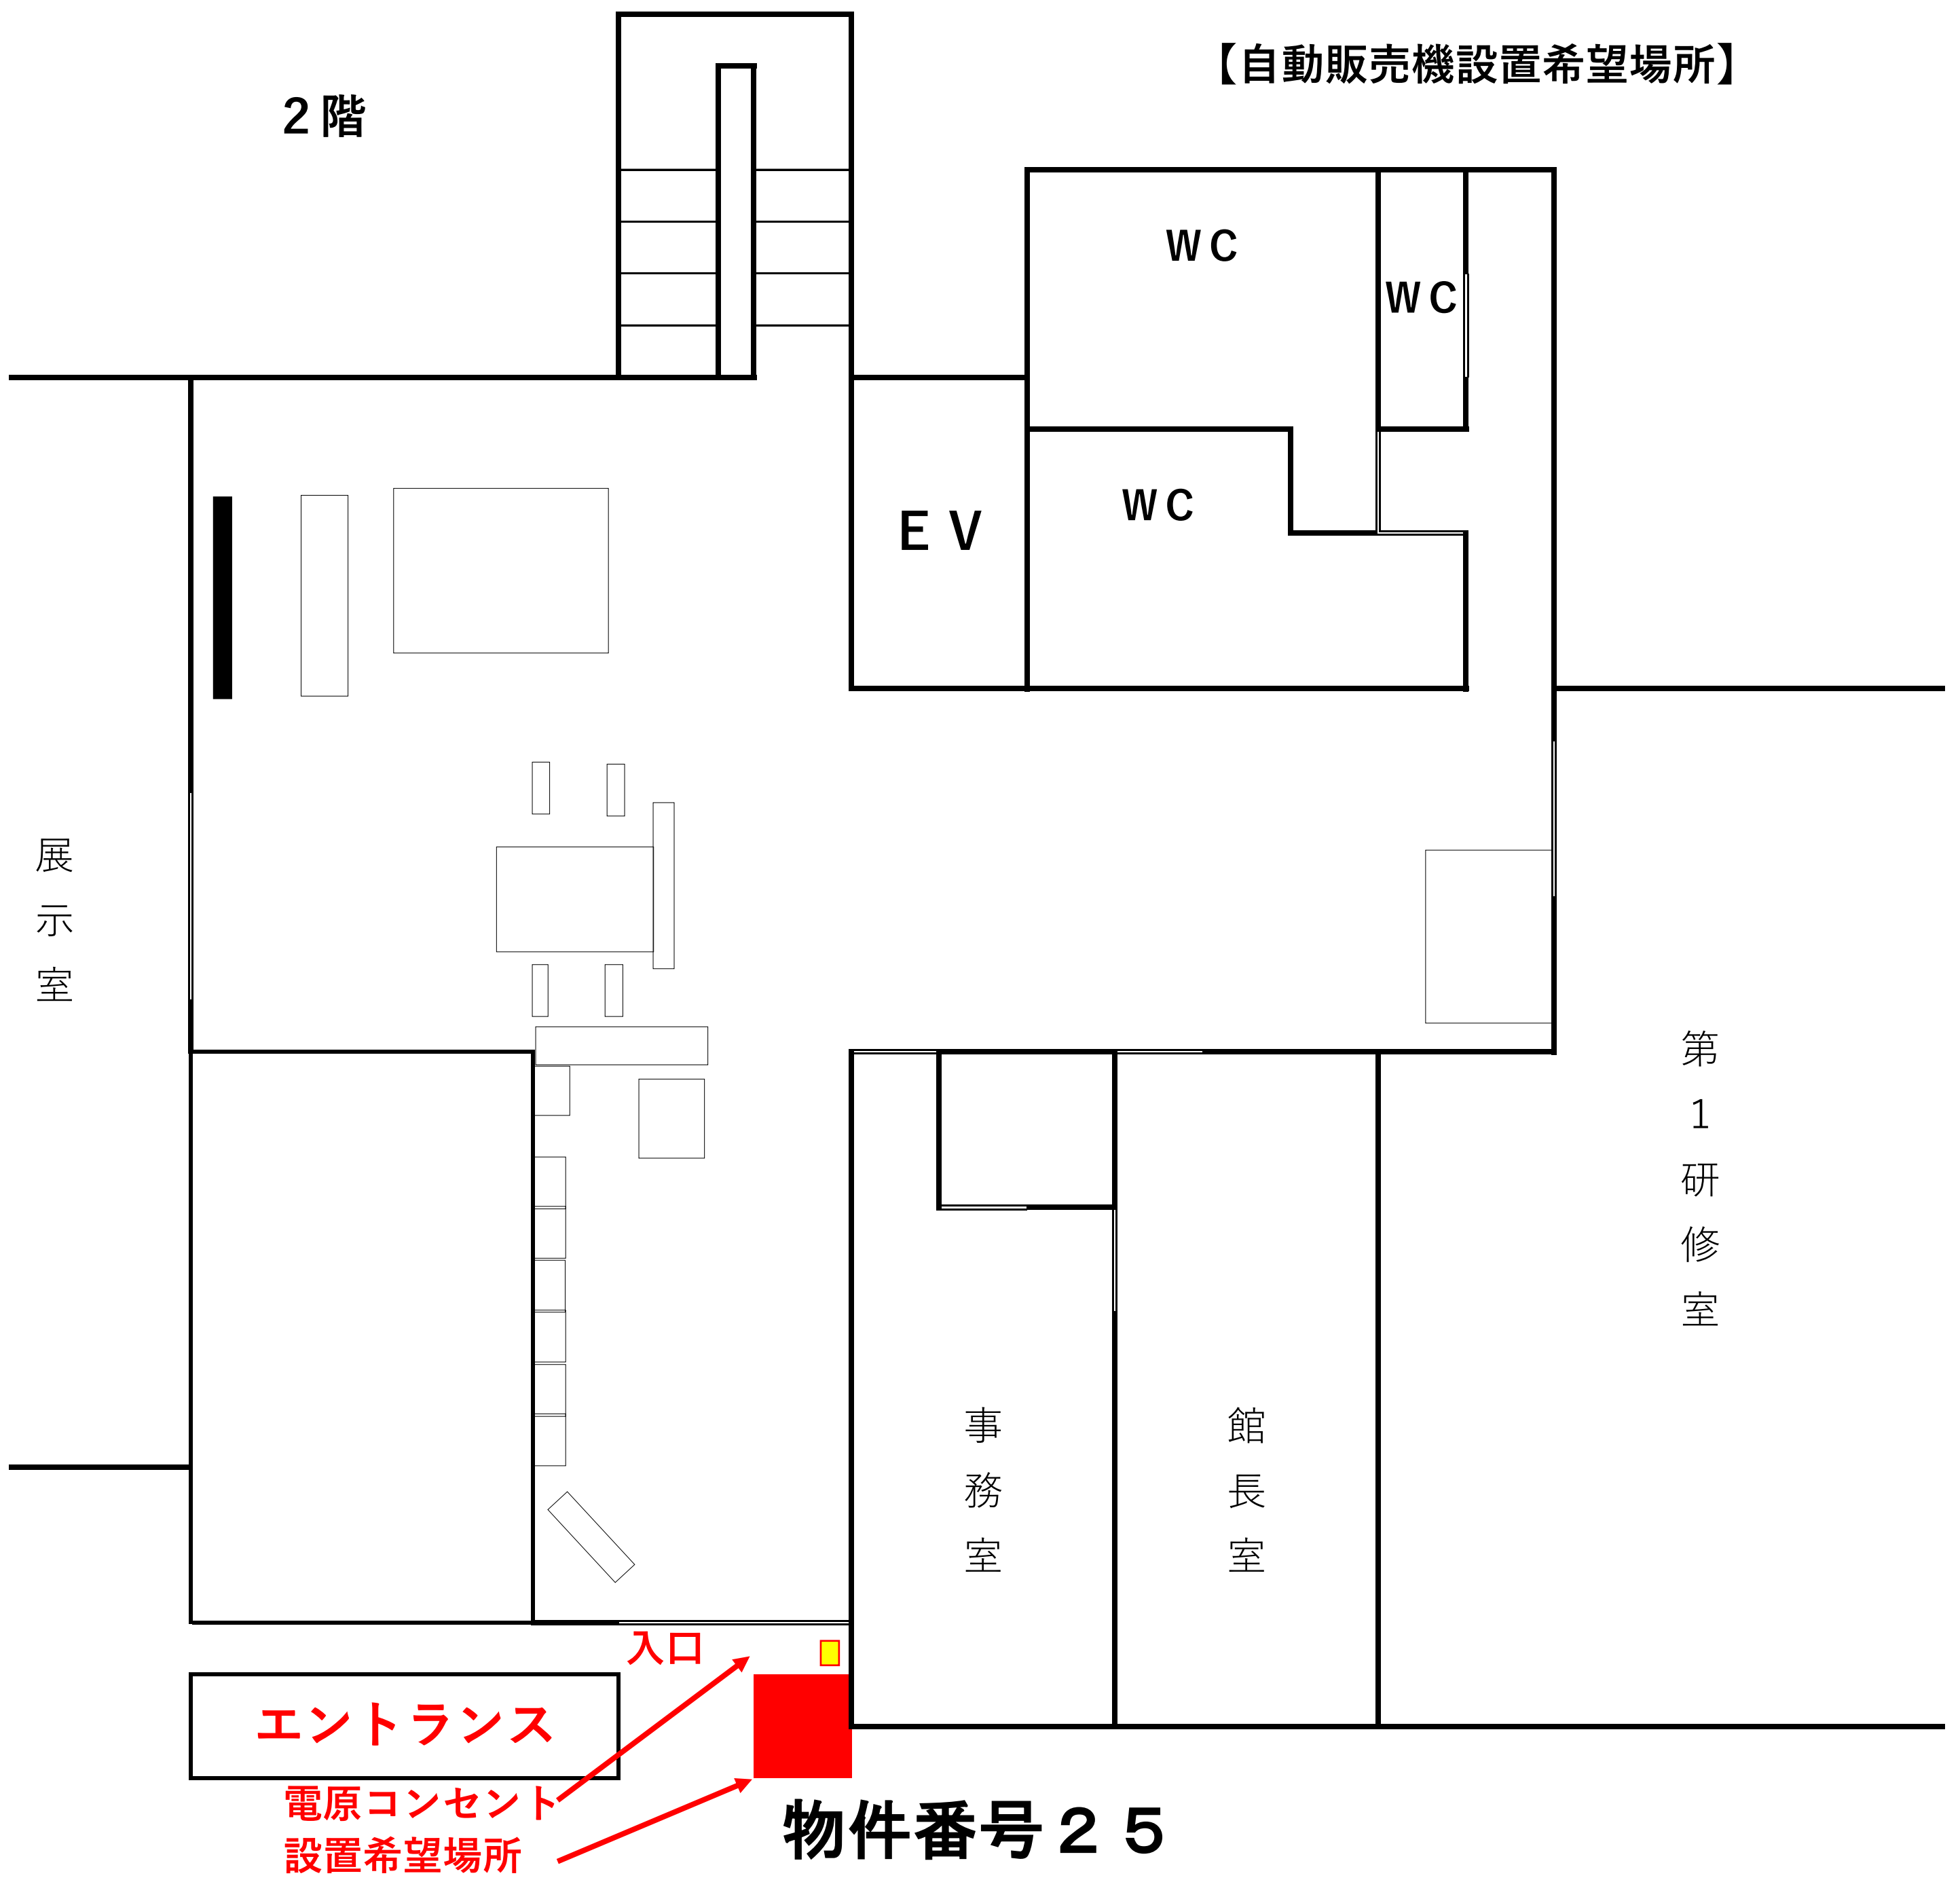 【自動販売機設置希望場所】
２階
ＷＣ
ＷＣ
ＥＶ
ＷＣ
展示室
第１研修室
事務室
館長室
入口
エントランス
電原コンセント
設置希望場所
物件番号２５